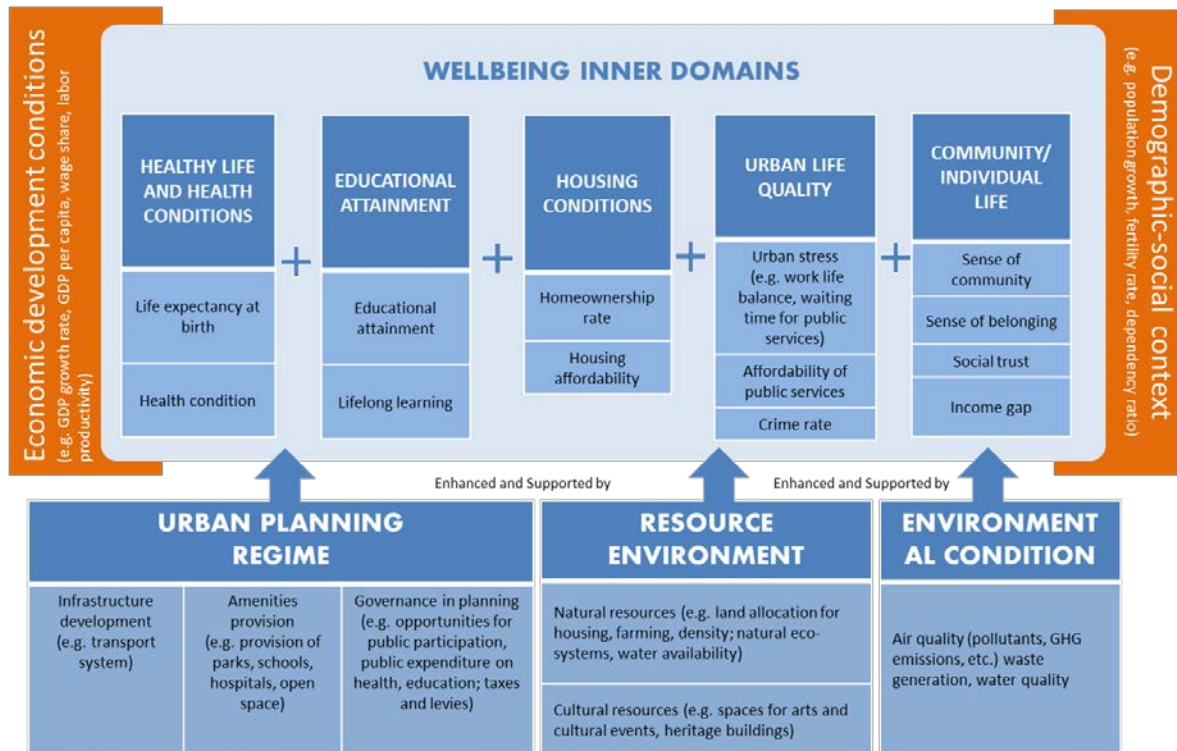 Economic development conditions
(e.g. GDP growth rate, GDP per capita, wage share, labor
productivity)
WELLBEING INNER DOMAINS
HEALTHY LIFE
AND HEALTH
CONDITIONS
Life expectancy at
birth
Health condition
+
EDUCATIONAL
ATTAINMENT
Educational
attainment
Lifelong learning
+
HOUSING
CONDITIONS
Homeownership
rate
Housing
affordability
+
URBAN LIFE
QUALITY
Urban stress
(e.g. work life
balance, waiting
time for public
services)
Affordability of
public services
Crime rate
+
COMMUNITY/
INDIVIDUAL
LIFE
Sense of
community
Sense of belonging
Social trust
Income gap
Demographic-social context
(e.g. population growth, fertility rate, dependency ratio)
Enhanced and Supported by
Enhanced and Supported by
URBAN PLANNING
REGIME
Infrastructure
development
(e.g. transport
system)
Amenities
provision
(e.g. provision of
parks, schools,
hospitals, open
space)
Governance in planning
(e.g. opportunities for
public participation,
public expenditure on
health, education; taxes
and levies)
RESOURCE
ENVIRONMENT
Natural resources (e.g. land allocation for
housing, farming, density; natural eco-
systems, water availability)
Cultural resources (e.g. spaces for arts and
cultural events, heritage buildings)
ENVIRONMENT
AL CONDITION
Air quality (pollutants, GHG
emissions, etc.) waste
generation, water quality